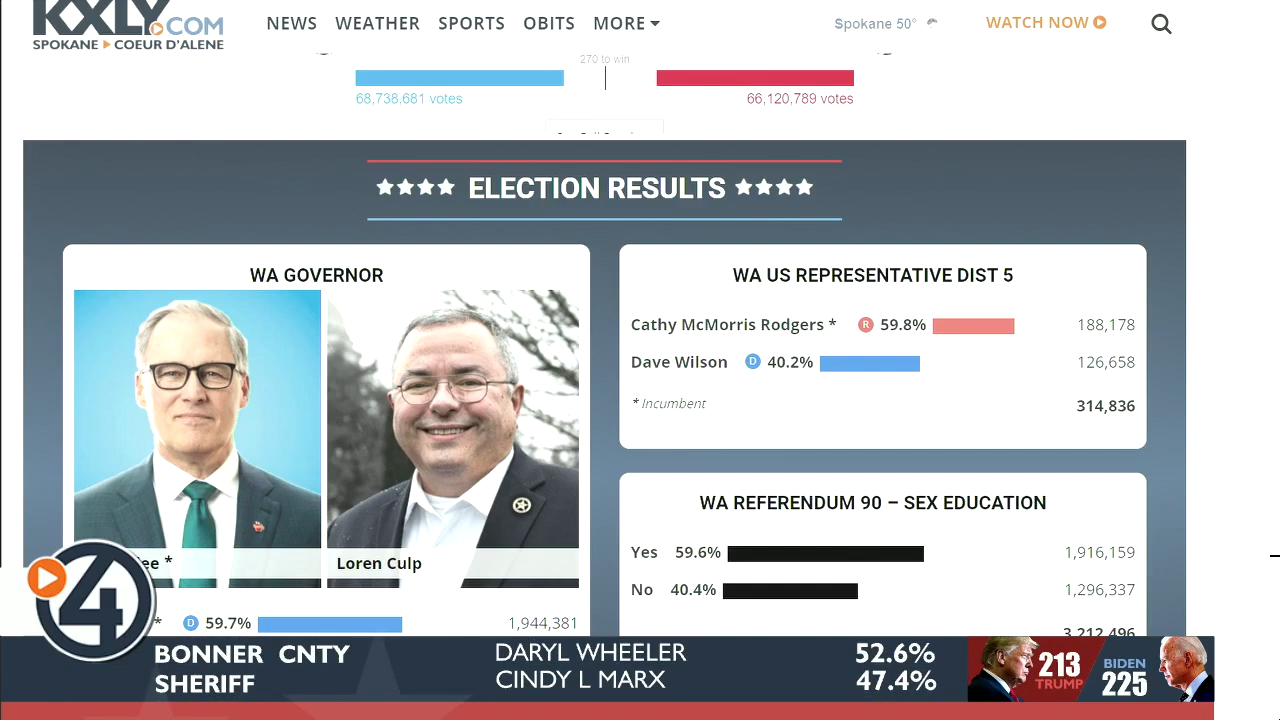 KXLY.COM
SPOKANE COEUR D'ALENE
NEWS WEATHER SPORTS OBITS MORE
Spokane 50°
WATCH NOW
270 to win
68,738,681 votes
66,120,789 votes
ELECTION RESULTS
WA GOVERNOR
ee *
Loren Culp
* D 59.7% 1,944,381
WA US REPRESENTATIVE DIST 5
Cathy McMorris Rodgers * R 59.8% 188,178
Dave Wilson D 40.2% 126,658
* Incumbent 314,836
WA REFERENDUM 90 – SEX EDUCATION
Yes 59.6% 1,916,159
No 40.4% 1,296,337
3,212,496
4
BONNER CNTY
SHERIFF
DARYL WHEELER 52.6%
CINDY L MARX 47.4%
213
TRUMP
BIDEN
225